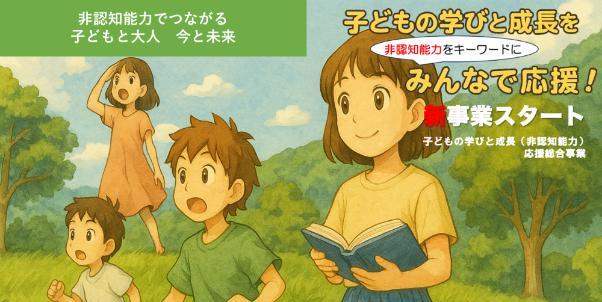 非認知能力でつながる
子どもと大人　今と未来
子どもの学びと成長を
非認知能力をキーワードに
みんなで応援!
新事業スタート
子どもの学びと成長（非認知能力）
応援総合事業